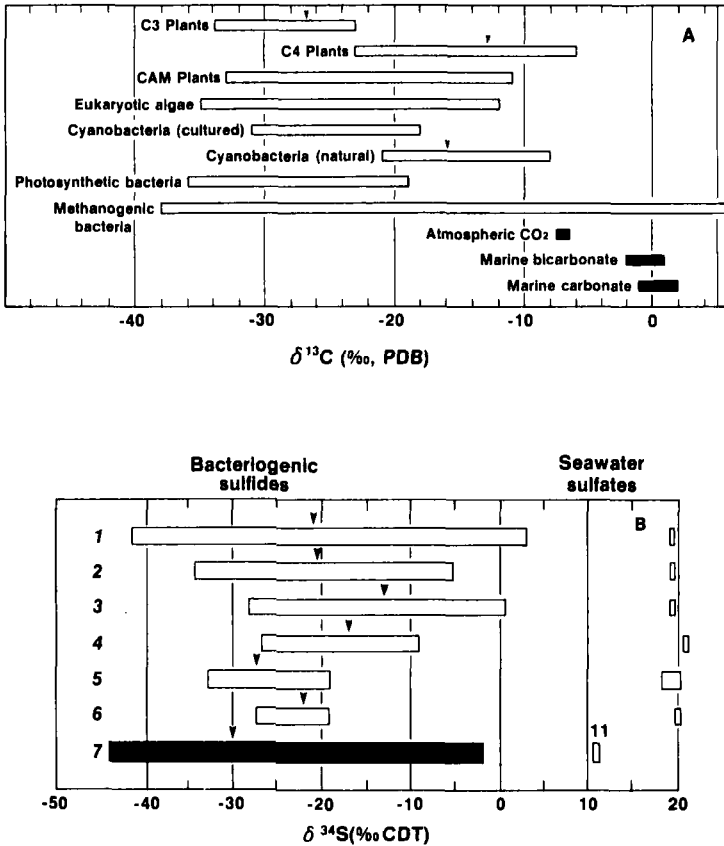 A
C3 Plants
C4 Plants
CAM Plants
Eukaryotic algae
Cyanobacteria (cultured)
Cyanobacteria (natural)
Photosynthetic bacteria
Methanogenic
bacteria
Atmospheric CO2
Marine bicarbonate
Marine carbonate
-40 -30 -20 -10 0
δ ¹³C (‰, PDB)
Bacteriogenic
sulfides
Seawater
sulfates
B
1
2
3
4
5
6
7
11
-50 -40 -30 -20 -10 0 10 20
δ ³⁴S(‰ CDT)